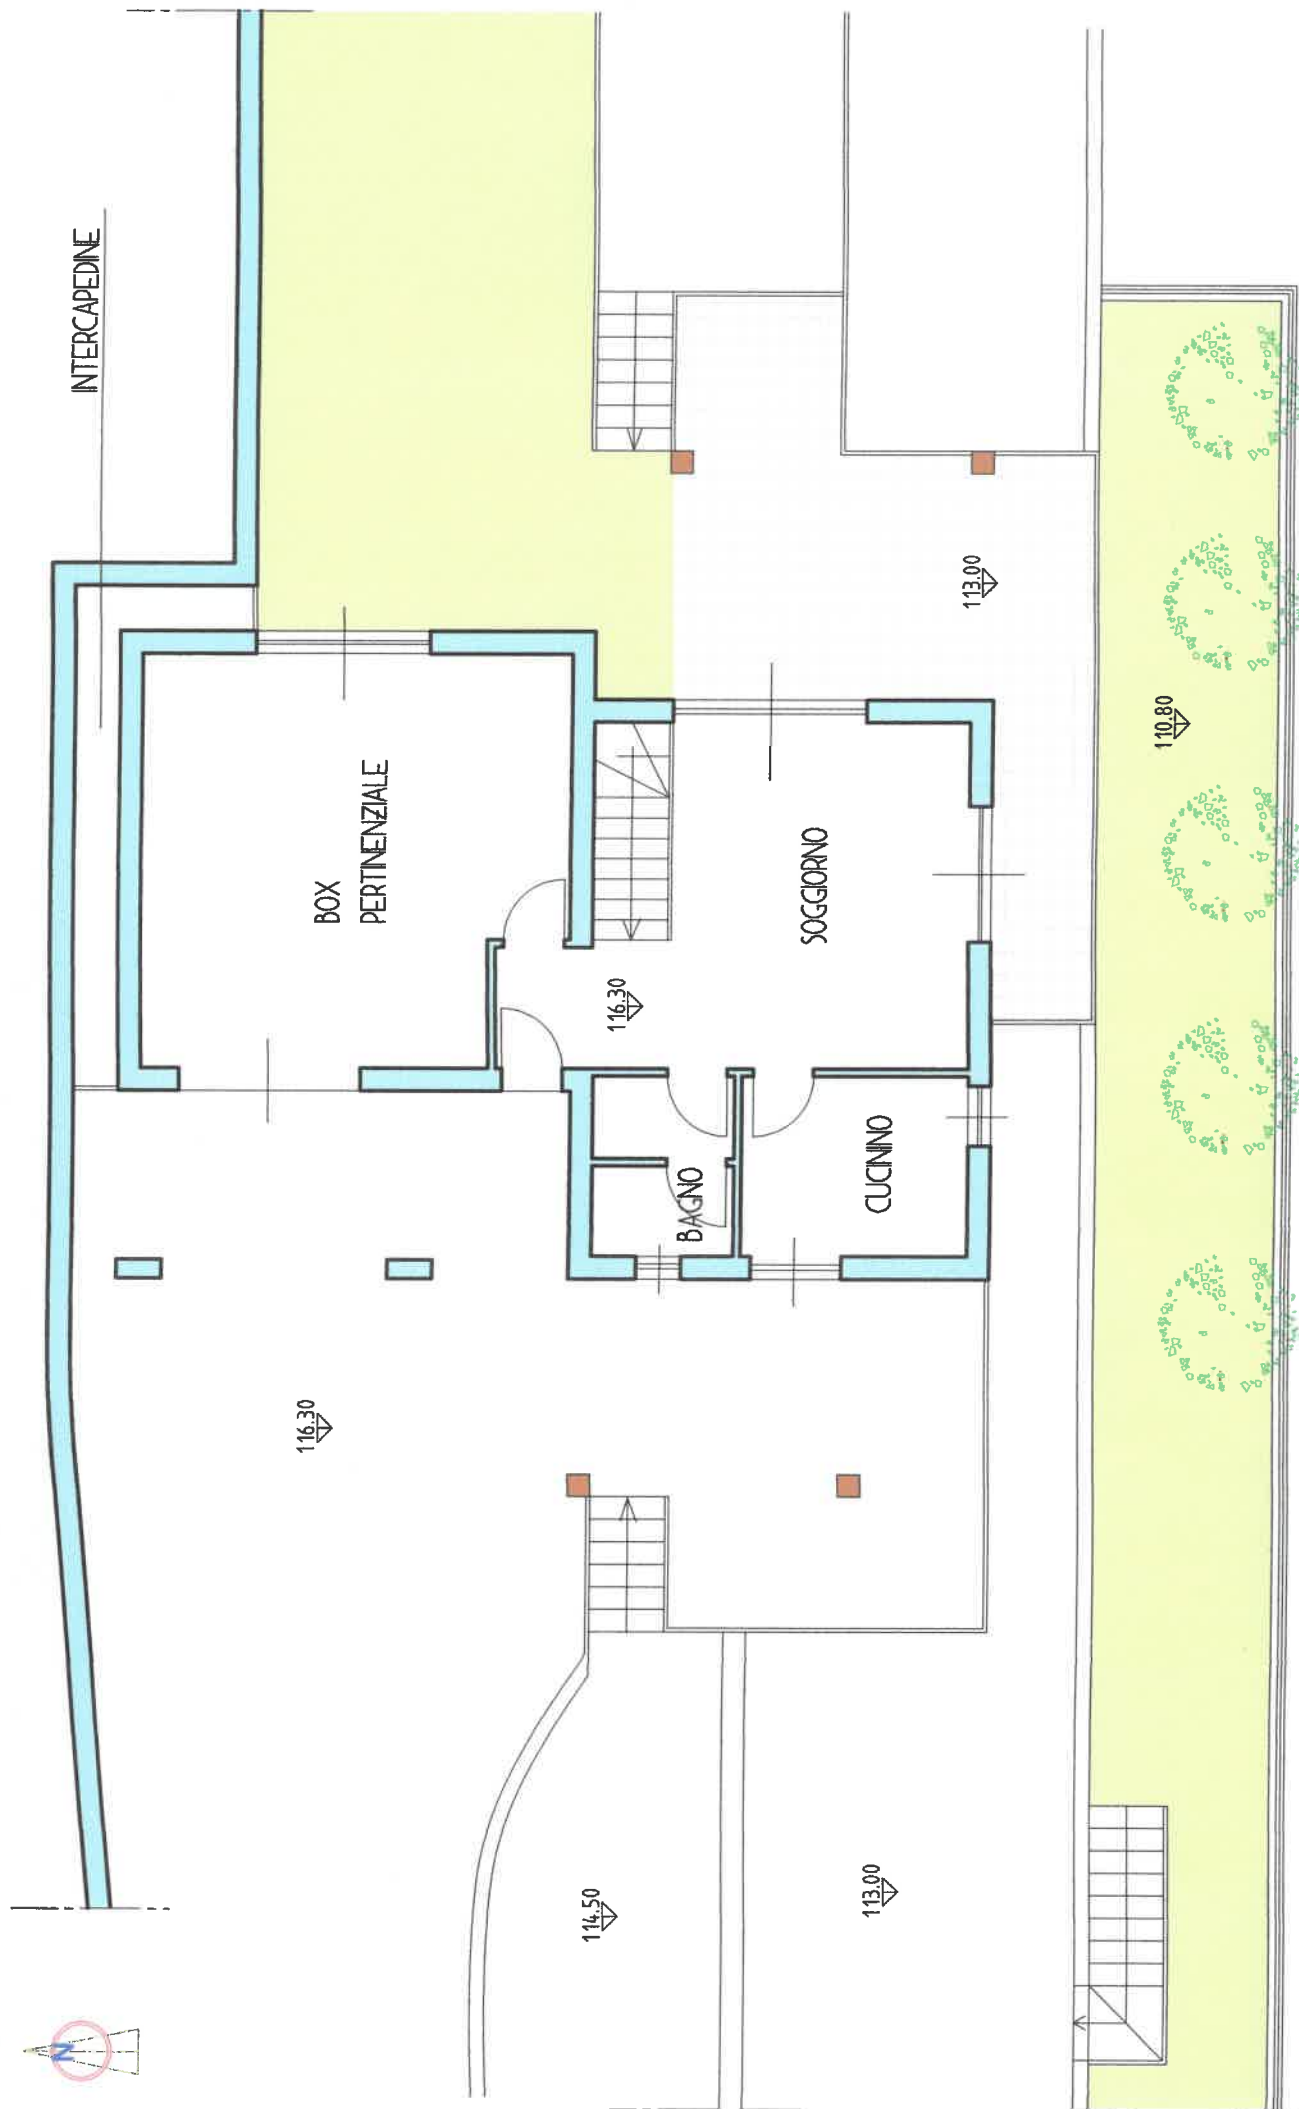 INTERCAPEDINE
BOX
PERTINENZIALE
SOGGIORNO
116.30
113.00
110.80
BAGNO
CUCININO
116.30
114.50
113.00
N